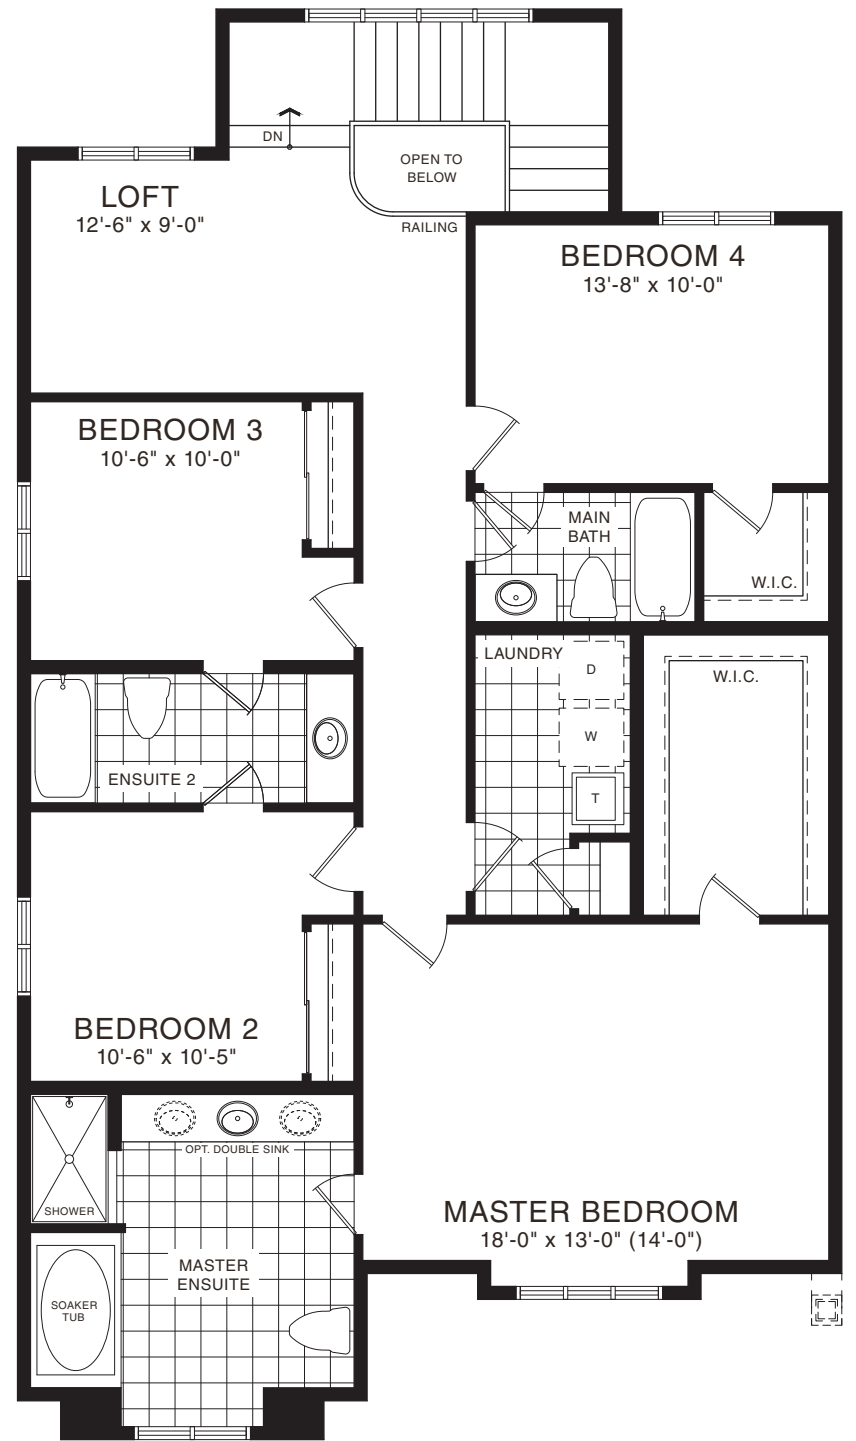 DN
OPEN TO
BELOW
LOFT
12'-6" x 9'-0"
RAILING
BEDROOM 4
13'-8" x 10'-0"
BEDROOM 3
10'-6" x 10'-0"
MAIN
BATH
W.I.C.
LAUNDRY
D
W.I.C.
W
ENSUITE 2
T
BEDROOM 2
10'-6" x 10'-5"
OPT. DOUBLE SINK
SHOWER
MASTER BEDROOM
18'-0" x 13'-0" (14'-0")
MASTER
ENSUITE
SOAKER
TUB